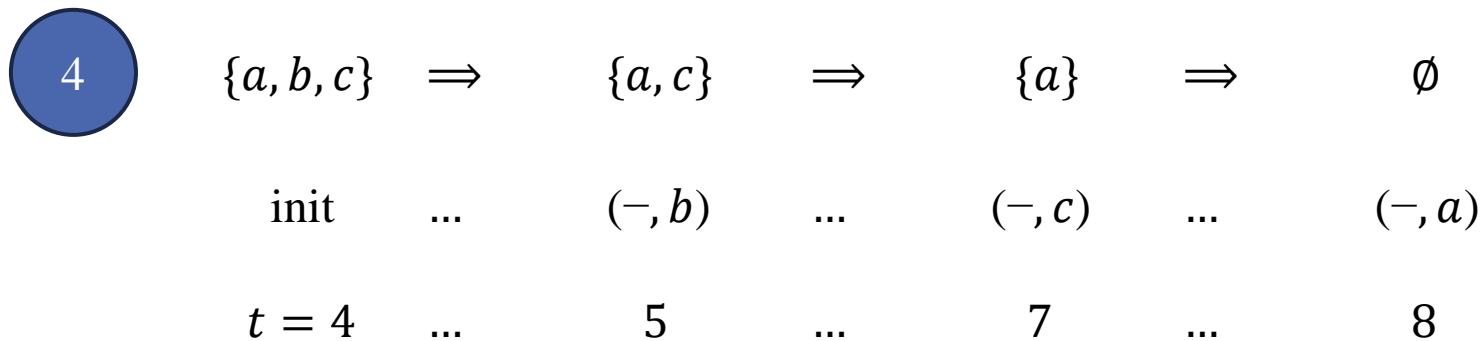 4 {a, b, c} ⟹ {a, c} ⟹ {a} ⟹ ∅
init ... (−, b) ... (−, c) ... (−, a)
t = 4 ... 5 ... 7 ... 8